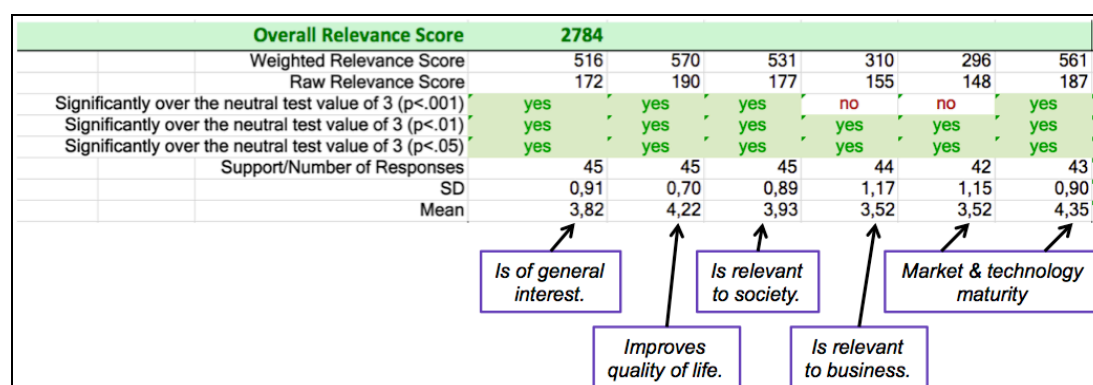 Overall Relevance Score 2784
Weighted Relevance Score 516 570 531 310 296 561
Raw Relevance Score 172 190 177 155 148 187
Significantly over the neutral test value of 3 (p<.001) yes yes yes no no yes
Significantly over the neutral test value of 3 (p<.01) yes yes yes yes yes yes
Significantly over the neutral test value of 3 (p<.05) yes yes yes yes yes yes
Support/Number of Responses 45 45 45 44 42 43
SD 0,91 0,70 0,89 1,17 1,15 0,90
Mean 3,82 4,22 3,93 3,52 3,52 4,35
Is of general
interest.
Is relevant
to society.
Market & technology
maturity
Improves
quality of life.
Is relevant
to business.